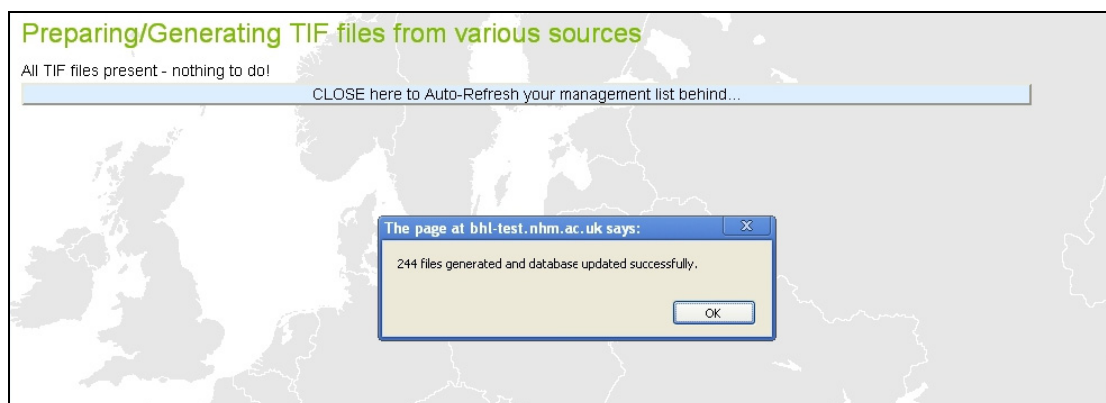 Preparing/Generating TIF files from various sources
All TIF files present - nothing to do!
CLOSE here to Auto-Refresh your management list behind...
The page at bhl-test.nhm.ac.uk says:
244 files generated and database updated successfully.
OK